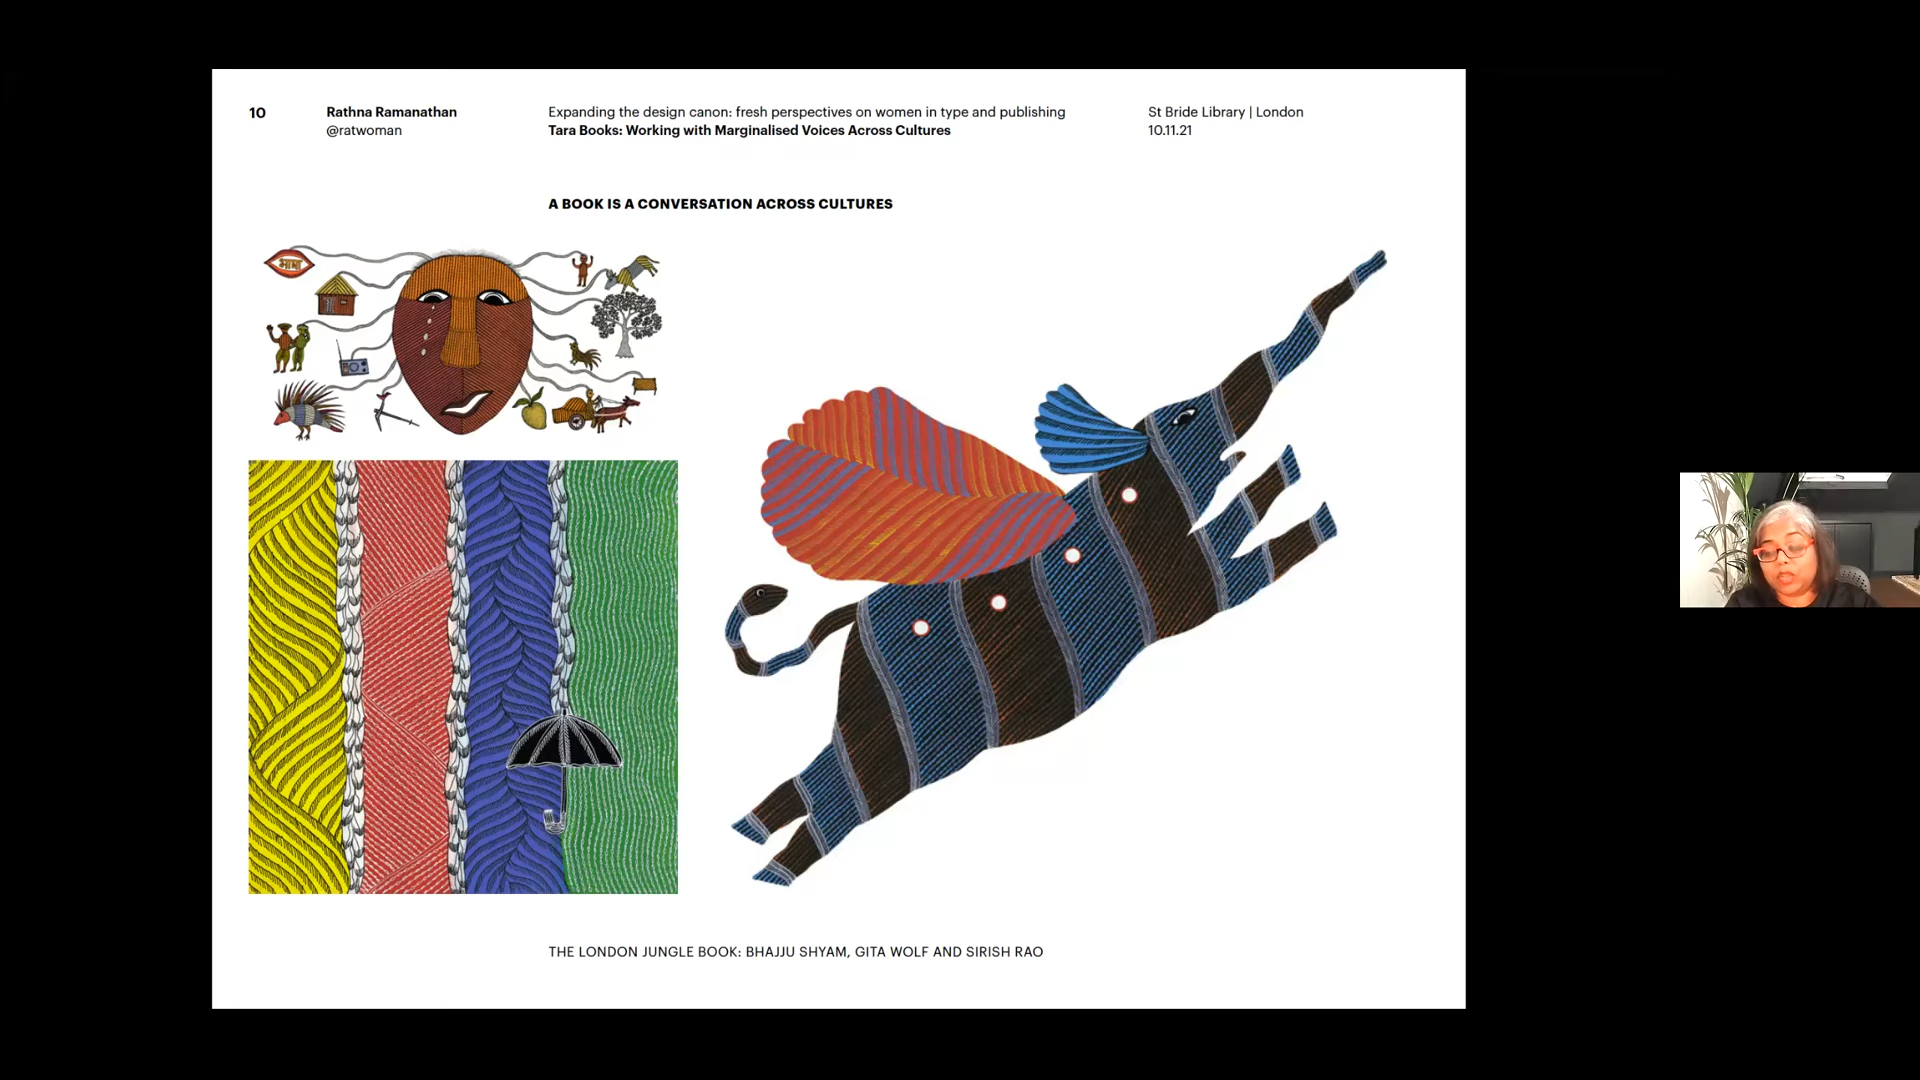 10
Rathna Ramanathan
@ratwoman
Expanding the design canon: fresh perspectives on women in type and publishing
Tara Books: Working with Marginalised Voices Across Cultures
St Bride Library | London
10.11.21
A BOOK IS A CONVERSATION ACROSS CULTURES
भाषा
THE LONDON JUNGLE BOOK: BHAJJU SHYAM, GITA WOLF AND SIRISH RAO